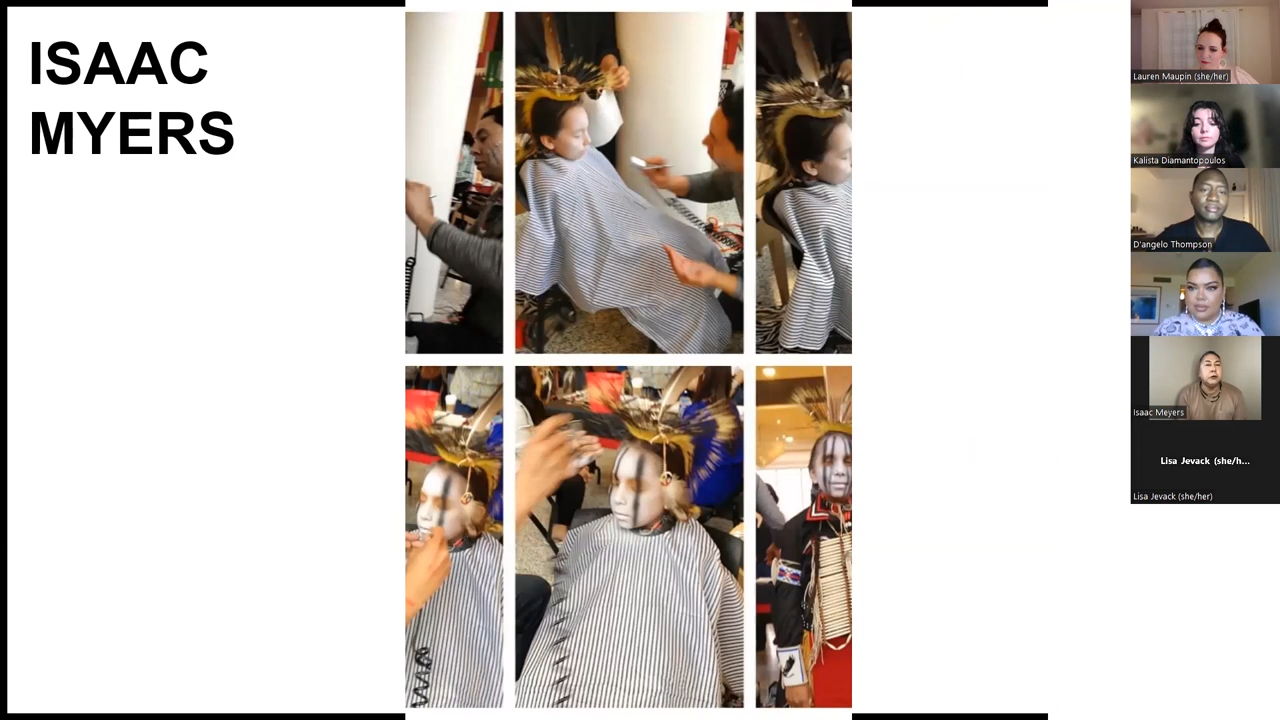 ISAAC
MYERS
Lauren Maupin (she/her)
Kalista Diamantopoulos
D'angelo Thompson
Isaac Meyers
Lisa Jevack (she/h...
Lisa Jevack (she/her)